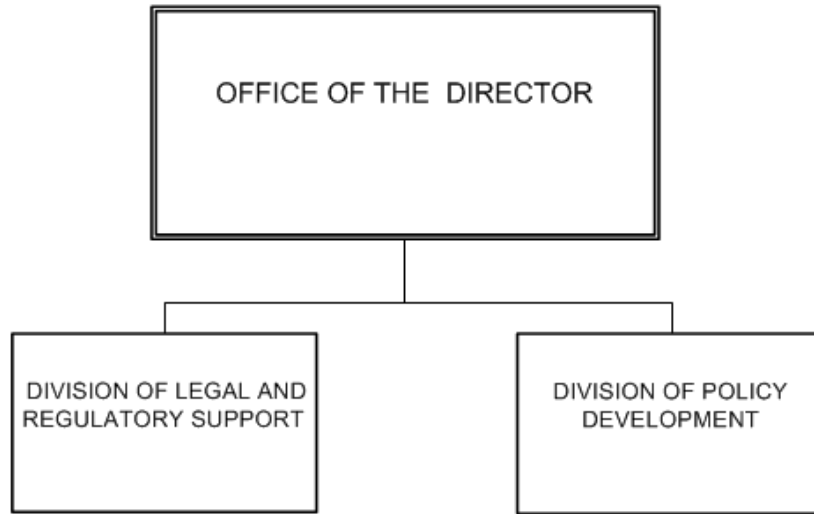 OFFICE OF THE DIRECTOR
DIVISION OF LEGAL AND
REGULATORY SUPPORT
DIVISION OF POLICY
DEVELOPMENT